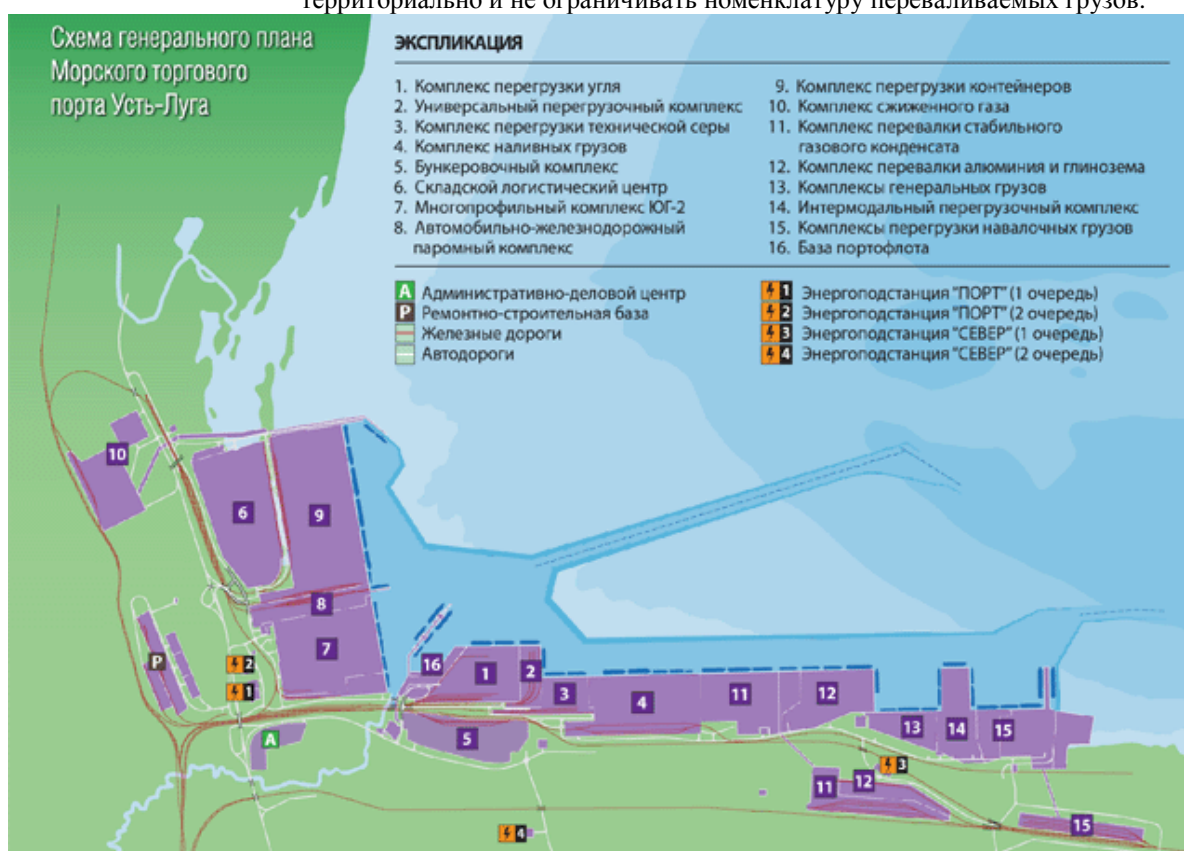 территориально и не ограничивать номенклатуру переваливаемых грузов.
Схема генерального плана
Морского торгового
порта Усть-Луга
ЭКСПЛИКАЦИЯ
1. Комплекс перегрузки угля
2. Универсальный перегрузочный комплекс
3. Комплекс перегрузки технической серы
4. Комплекс наливных грузов
5. Бункеровочный комплекс
6. Складской логистический центр
7. Многопрофильный комплекс ЮГ-2
8. Автомобильно-железнодорожный
паромный комплекс
9. Комплекс перегрузки контейнеров
10. Комплекс сжиженного газа
11. Комплекс перевалки стабильного
газового конденсата
12. Комплекс перевалки алюминия и глинозема
13. Комплексы генеральных грузов
14. Интермодальный перегрузочный комплекс
15. Комплексы перегрузки навалочных грузов
16. База портофлота
А Административно-деловой центр
Р Ремонтно-строительная база
Железные дороги
Автодороги
1 Энергоподстанция "ПОРТ" (1 очередь)
2 Энергоподстанция "ПОРТ" (2 очередь)
3 Энергоподстанция "СЕВЕР" (1 очередь)
4 Энергоподстанция "СЕВЕР" (2 очередь)
10
6
9
8
7
Р
2
1
А
16
1
2
3
4
5
11
12
13
14
15
3
11
12
15
4